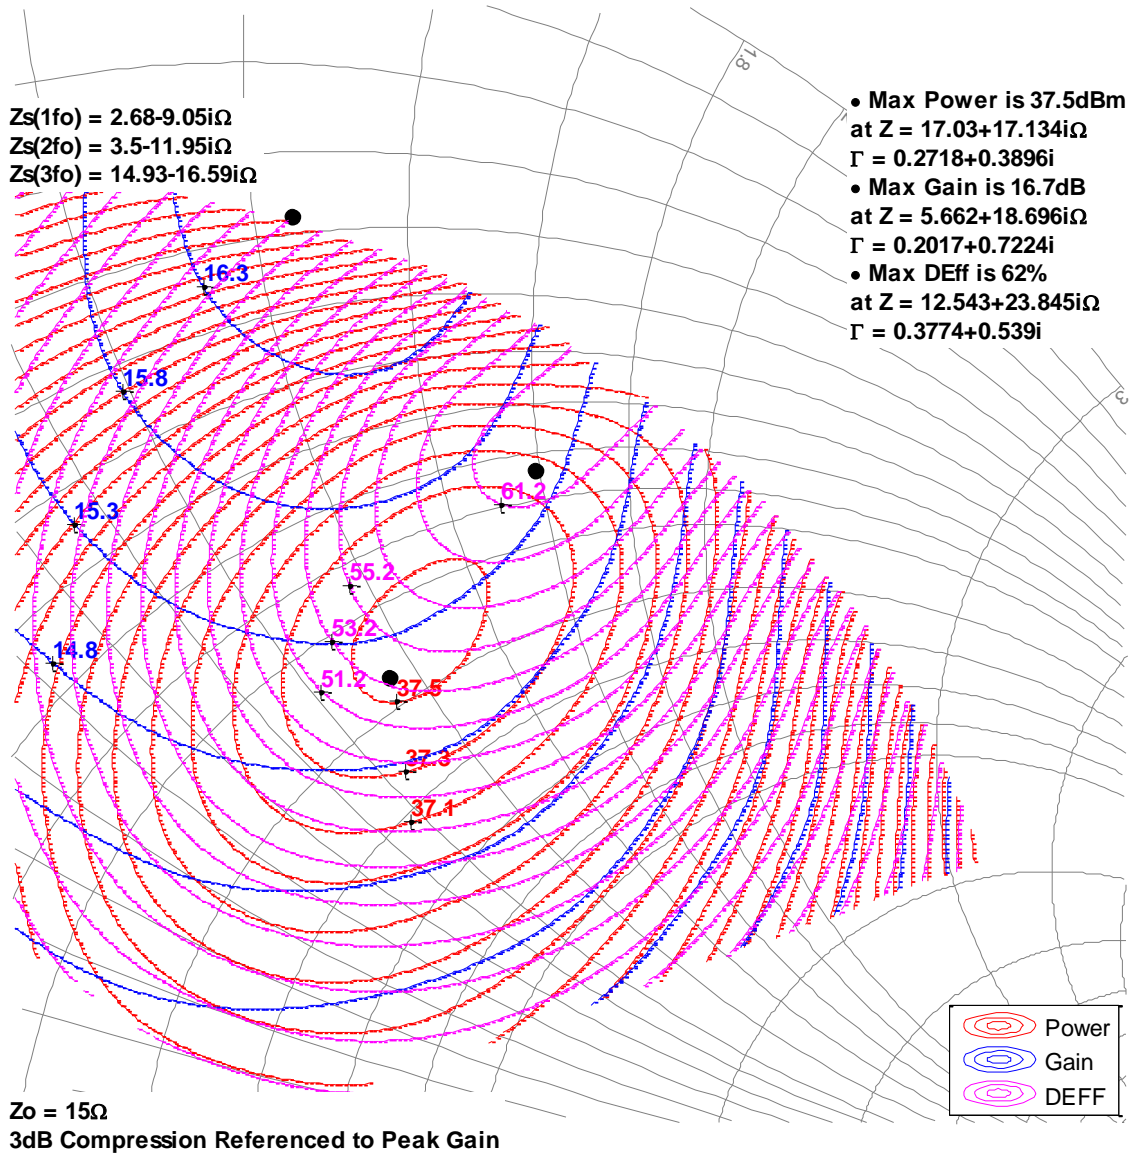 1.8
Zs(1fo) = 2.68-9.05iΩ
Zs(2fo) = 3.5-11.95iΩ
Zs(3fo) = 14.93-16.59iΩ
• Max Power is 37.5dBm
at Z = 17.03+17.134iΩ
Γ = 0.2718+0.3896i
• Max Gain is 16.7dB
at Z = 5.662+18.696iΩ
Γ = 0.2017+0.7224i
• Max DEff is 62%
at Z = 12.543+23.845iΩ
Γ = 0.3774+0.539i
16.3
15.8
3
61.2
15.3
55.2
53.2
14.8
51.2
37.5
37.3
37.1
Power
Gain
DEFF
Zo = 15Ω
3dB Compression Referenced to Peak Gain